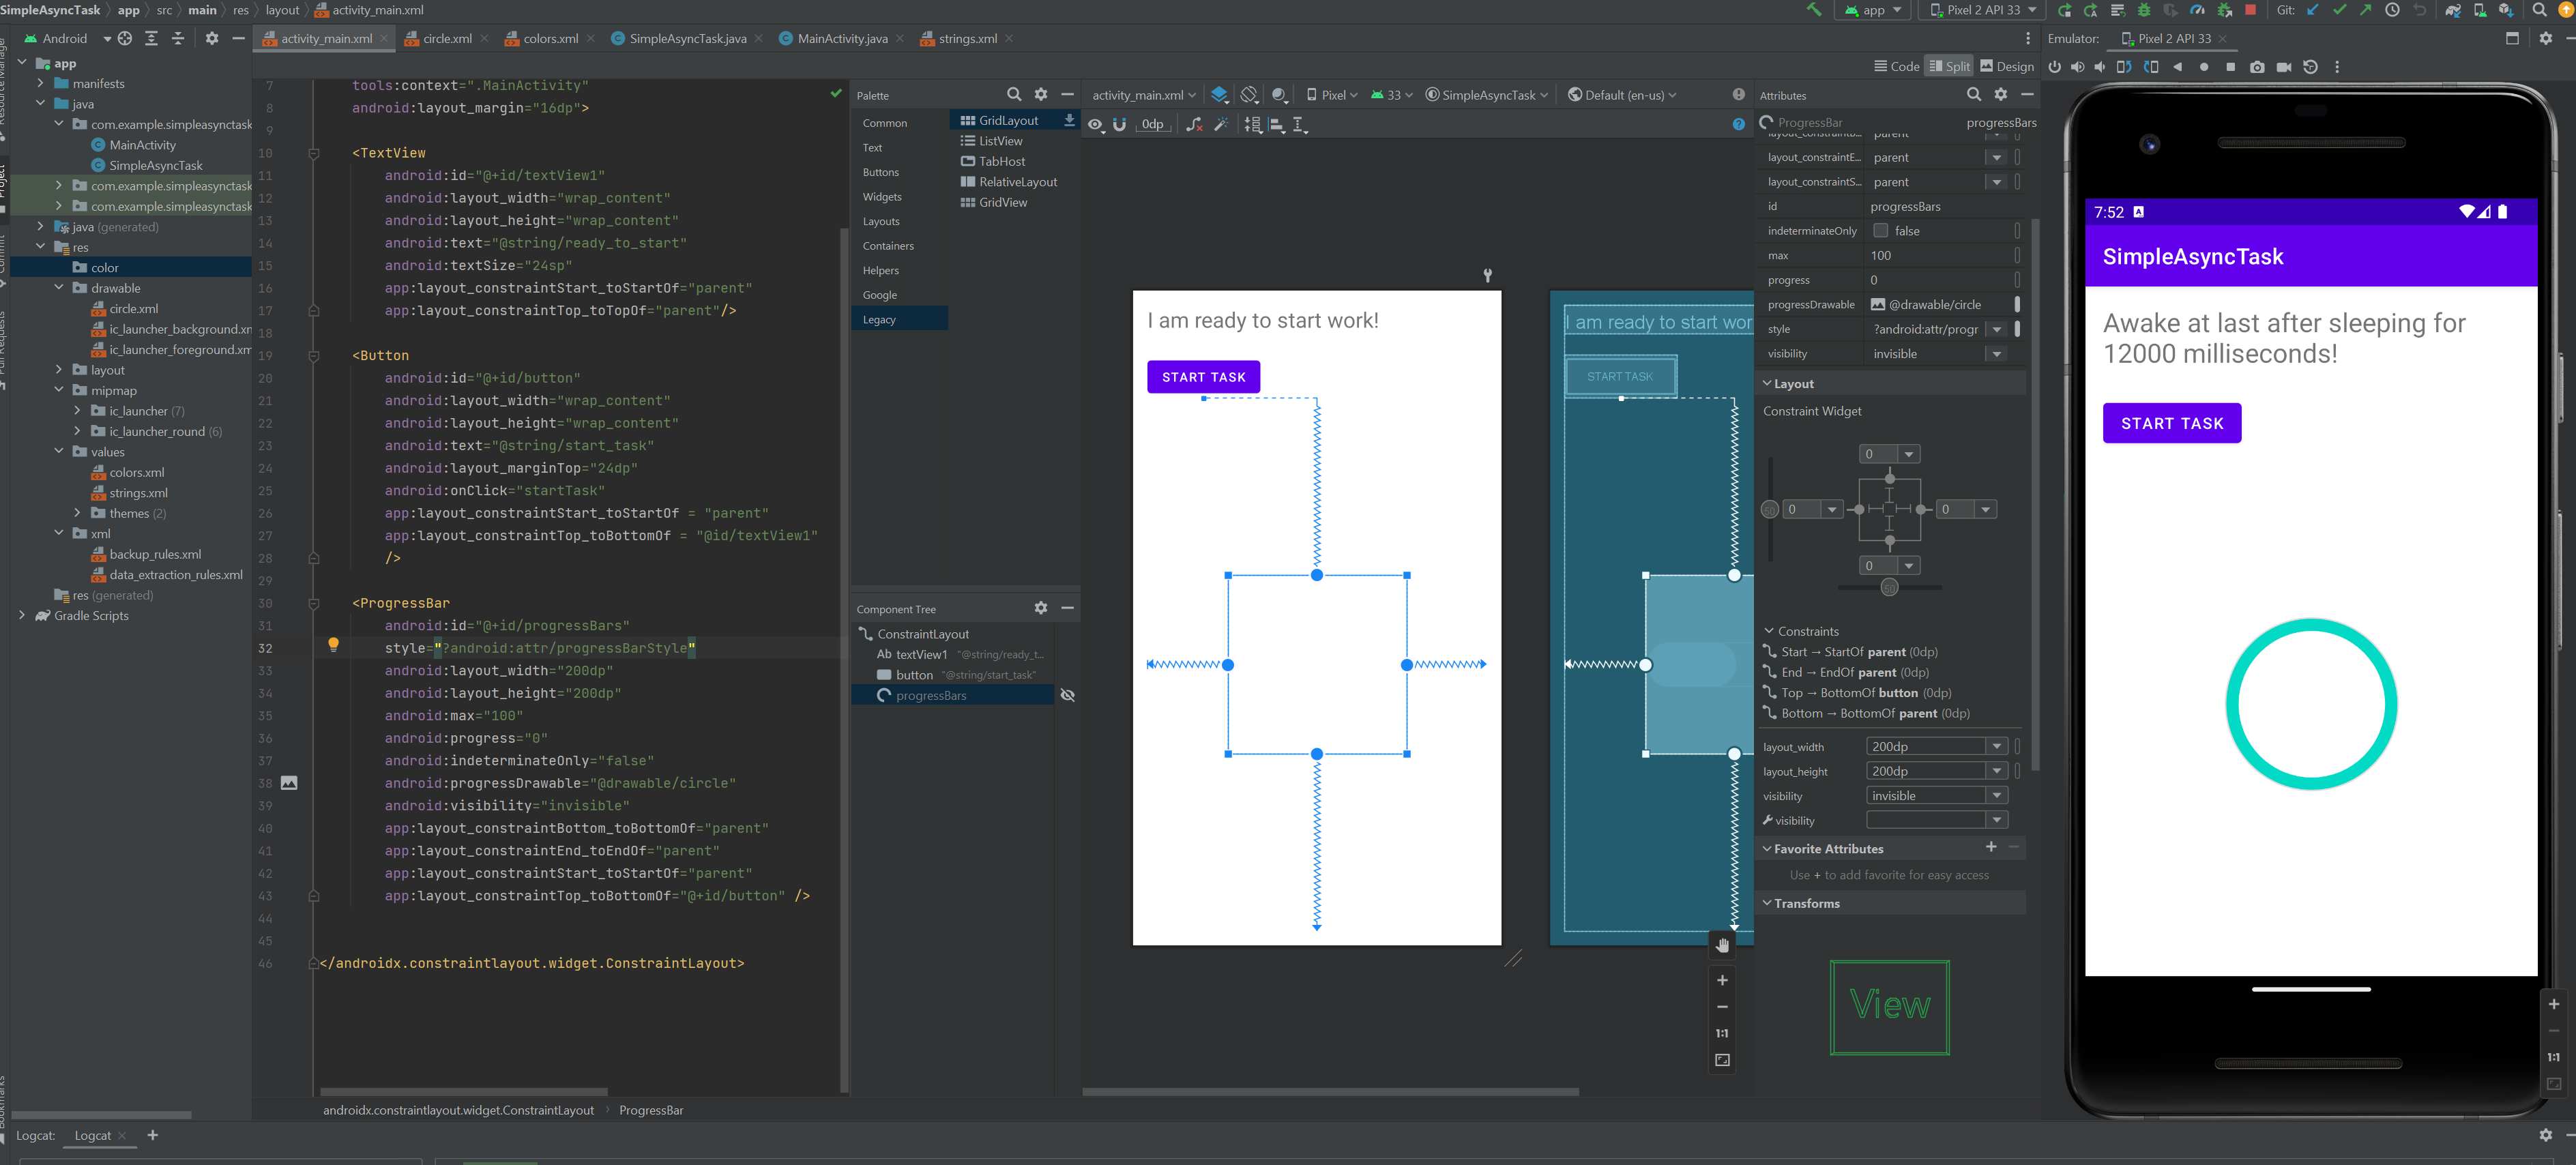 SimpleAsyncTask app src main res layout activity_main.xml
app Pixel 2 API 33 Git:
Android
activity_main.xml circle.xml colors.xml SimpleAsyncTask.java MainActivity.java strings.xml
Emulator: Pixel 2 API 33
Code Split Design
app
manifests
java
com.example.simpleasynctask
MainActivity
SimpleAsyncTask
com.example.simpleasynctask
com.example.simpleasynctask
java (generated)
res
color
drawable
circle.xml
ic_launcher_background.xm
ic_launcher_foreground.xm
layout
mipmap
ic_launcher (7)
ic_launcher_round (6)
values
colors.xml
strings.xml
themes (2)
xml
backup_rules.xml
data_extraction_rules.xml
res (generated)
Gradle Scripts
Project
7 tools:context=".MainActivity"
8 android:layout_margin="16dp">
9
10 <TextView
11 android:id="@+id/textView1"
12 android:layout_width="wrap_content"
13 android:layout_height="wrap_content"
14 android:text="@string/ready_to_start"
15 android:textSize="24sp"
16 app:layout_constraintStart_toStartOf="parent"
17 app:layout_constraintTop_toTopOf="parent"/>
18
19 <Button
20 android:id="@+id/button"
21 android:layout_width="wrap_content"
22 android:layout_height="wrap_content"
23 android:text="@string/start_task"
24 android:layout_marginTop="24dp"
25 android:onClick="startTask"
26 app:layout_constraintStart_toStartOf = "parent"
27 app:layout_constraintTop_toBottomOf = "@id/textView1"
28 />
29
30 <ProgressBar
31 android:id="@+id/progressBars"
32 style="?android:attr/progressBarStyle"
33 android:layout_width="200dp"
34 android:layout_height="200dp"
35 android:max="100"
36 android:progress="0"
37 android:indeterminateOnly="false"
38 android:progressDrawable="@drawable/circle"
39 android:visibility="invisible"
40 app:layout_constraintBottom_toBottomOf="parent"
41 app:layout_constraintEnd_toEndOf="parent"
42 app:layout_constraintStart_toStartOf="parent"
43 app:layout_constraintTop_toBottomOf="@+id/button" />
44
45
46 </androidx.constraintlayout.widget.ConstraintLayout>
androidx.constraintlayout.widget.ConstraintLayout ProgressBar
Logcat: Logcat
Palette
Common
Text
Buttons
Widgets
Layouts
Containers
Helpers
Google
Legacy
GridLayout
ListView
TabHost
RelativeLayout
GridView
Component Tree
ConstraintLayout
Ab textView1 "@string/ready_t...
button "@string/start_task"
progressBars
activity_main.xml Pixel 33 SimpleAsyncTask Default (en-us)
0dp
I am ready to start work!
START TASK
I am ready to start wor
START TASK
1:1
Attributes
ProgressBar progressBars
layout_constraintE... parent
layout_constraintS... parent
id progressBars
indeterminateOnly false
max 100
progress 0
progressDrawable @drawable/circle
style ?android:attr/progr
visibility invisible
Layout
Constraint Widget
0
50 0 0
0
50
Constraints
Start → StartOf parent (0dp)
End → EndOf parent (0dp)
Top → BottomOf button (0dp)
Bottom → BottomOf parent (0dp)
layout_width 200dp
layout_height 200dp
visibility invisible
visibility
Favorite Attributes
Use + to add favorite for easy access
Transforms
View
7:52
SimpleAsyncTask
Awake at last after sleeping for
12000 milliseconds!
START TASK
1:1